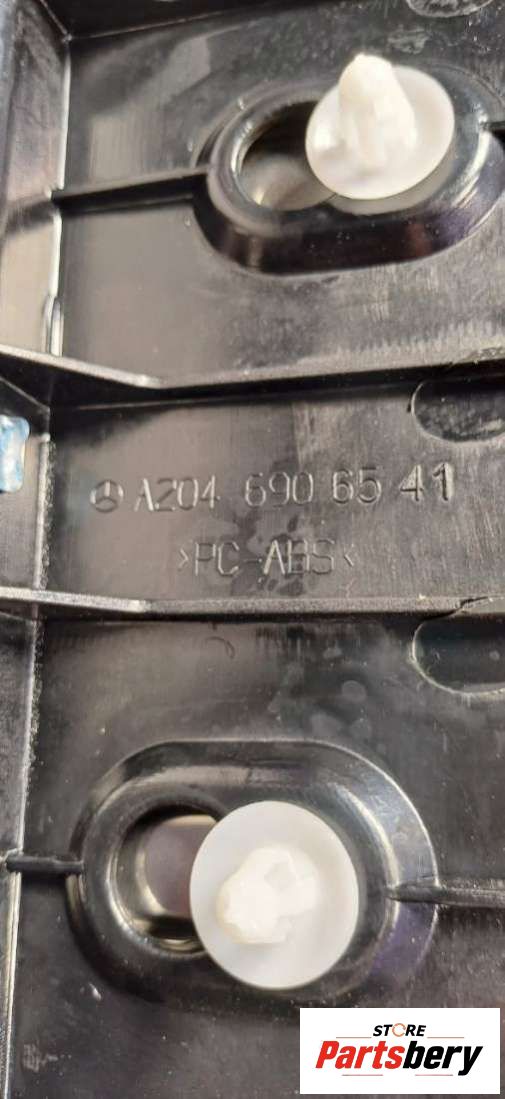 A204 690 65 41
>PC-ABS<
STORE
Partsbery